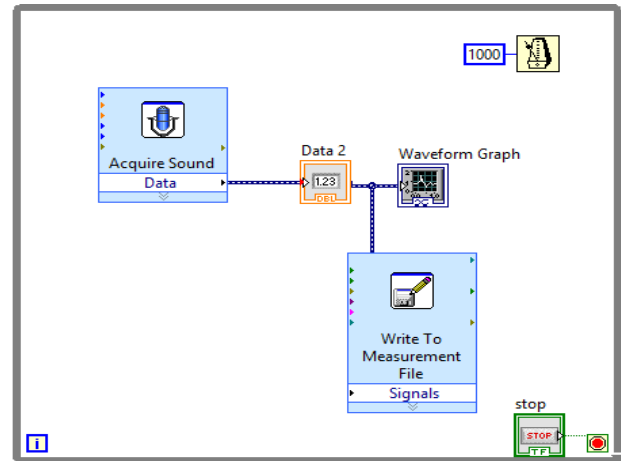 1000
Acquire Sound
Data
Data 2
1.23
DBL
Waveform Graph
Write To
Measurement
File
Signals
stop
STOP
TF
i